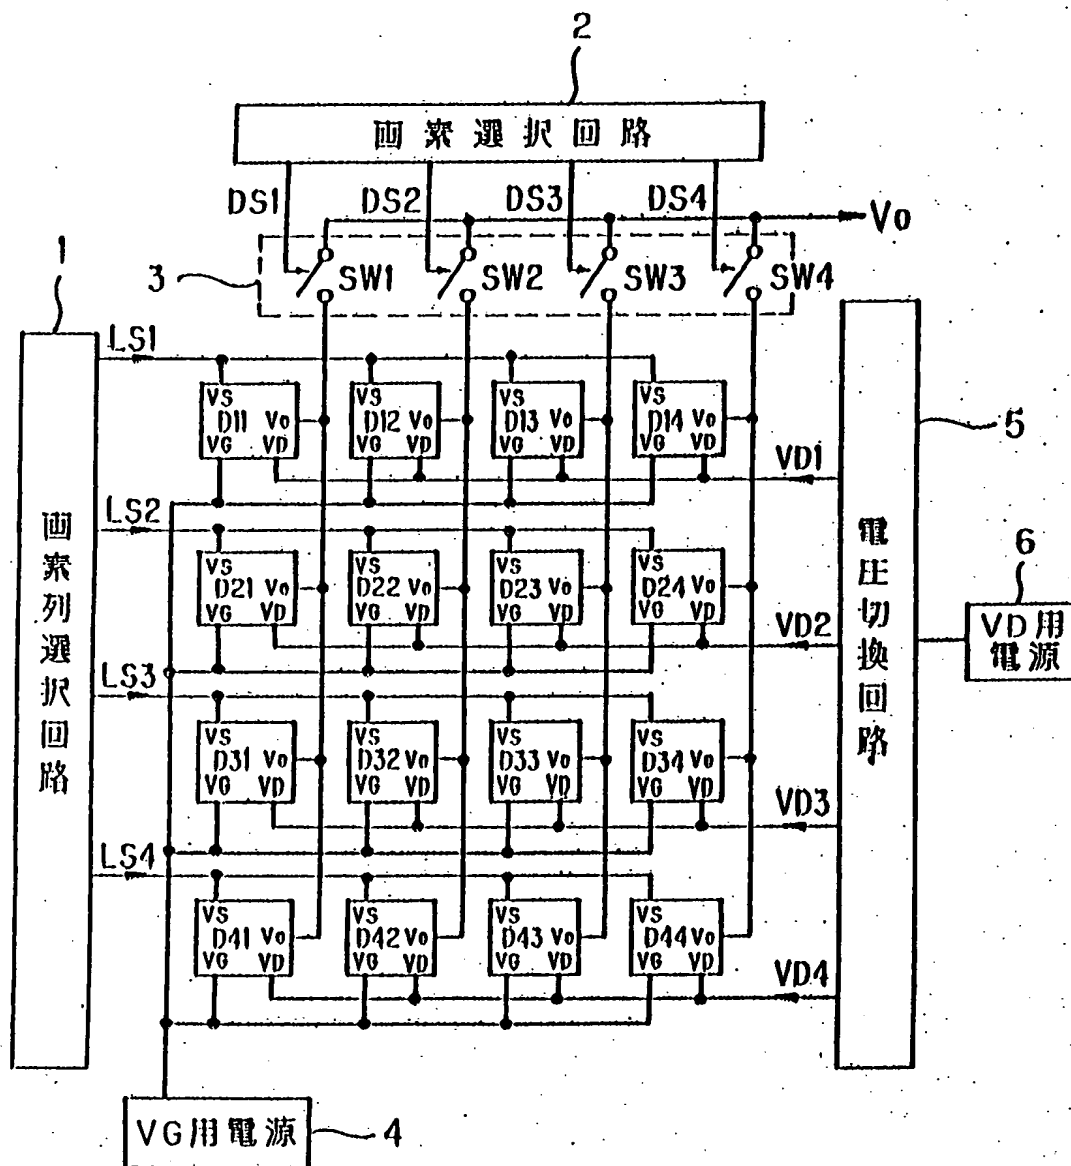 2
画素選択回路
DS1 DS2 DS3 DS4
Vo
1
3
SW1 SW2 SW3 SW4
LS1
VS VS VS VS
D11 Vo D12 Vo D13 Vo D14 Vo
VG VD VG VD VG VD VG VD
VD1
5
LS2
VS VS VS VS
D21 Vo D22 Vo D23 Vo D24 Vo
VG VD VG VD VG VD VG VD
VD2
6
VD用
電源
画素列選択回路
電圧切換回路
LS3
VS VS VS VS
D31 Vo D32 Vo D33 Vo D34 Vo
VG VD VG VD VG VD VG VD
VD3
LS4
VS VS VS VS
D41 Vo D42 Vo D43 Vo D44 Vo
VG VD VG VD VG VD VG VD
VD4
VG用電源
4